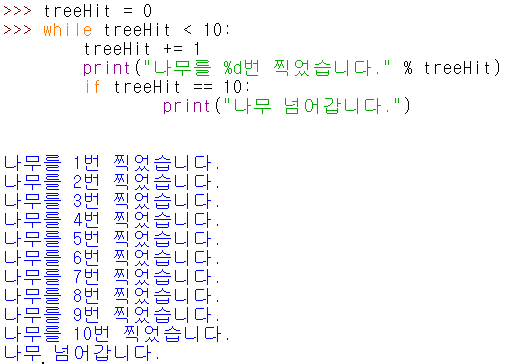 >>> treeHit = 0
>>> while treeHit < 10:
        treeHit += 1
        print("나무를 %d번 찍었습니다." % treeHit)
        if treeHit == 10:
                print("나무 넘어갑니다.")
나무를 1번 찍었습니다.
나무를 2번 찍었습니다.
나무를 3번 찍었습니다.
나무를 4번 찍었습니다.
나무를 5번 찍었습니다.
나무를 6번 찍었습니다.
나무를 7번 찍었습니다.
나무를 8번 찍었습니다.
나무를 9번 찍었습니다.
나무를 10번 찍었습니다.
나무 넘어갑니다.